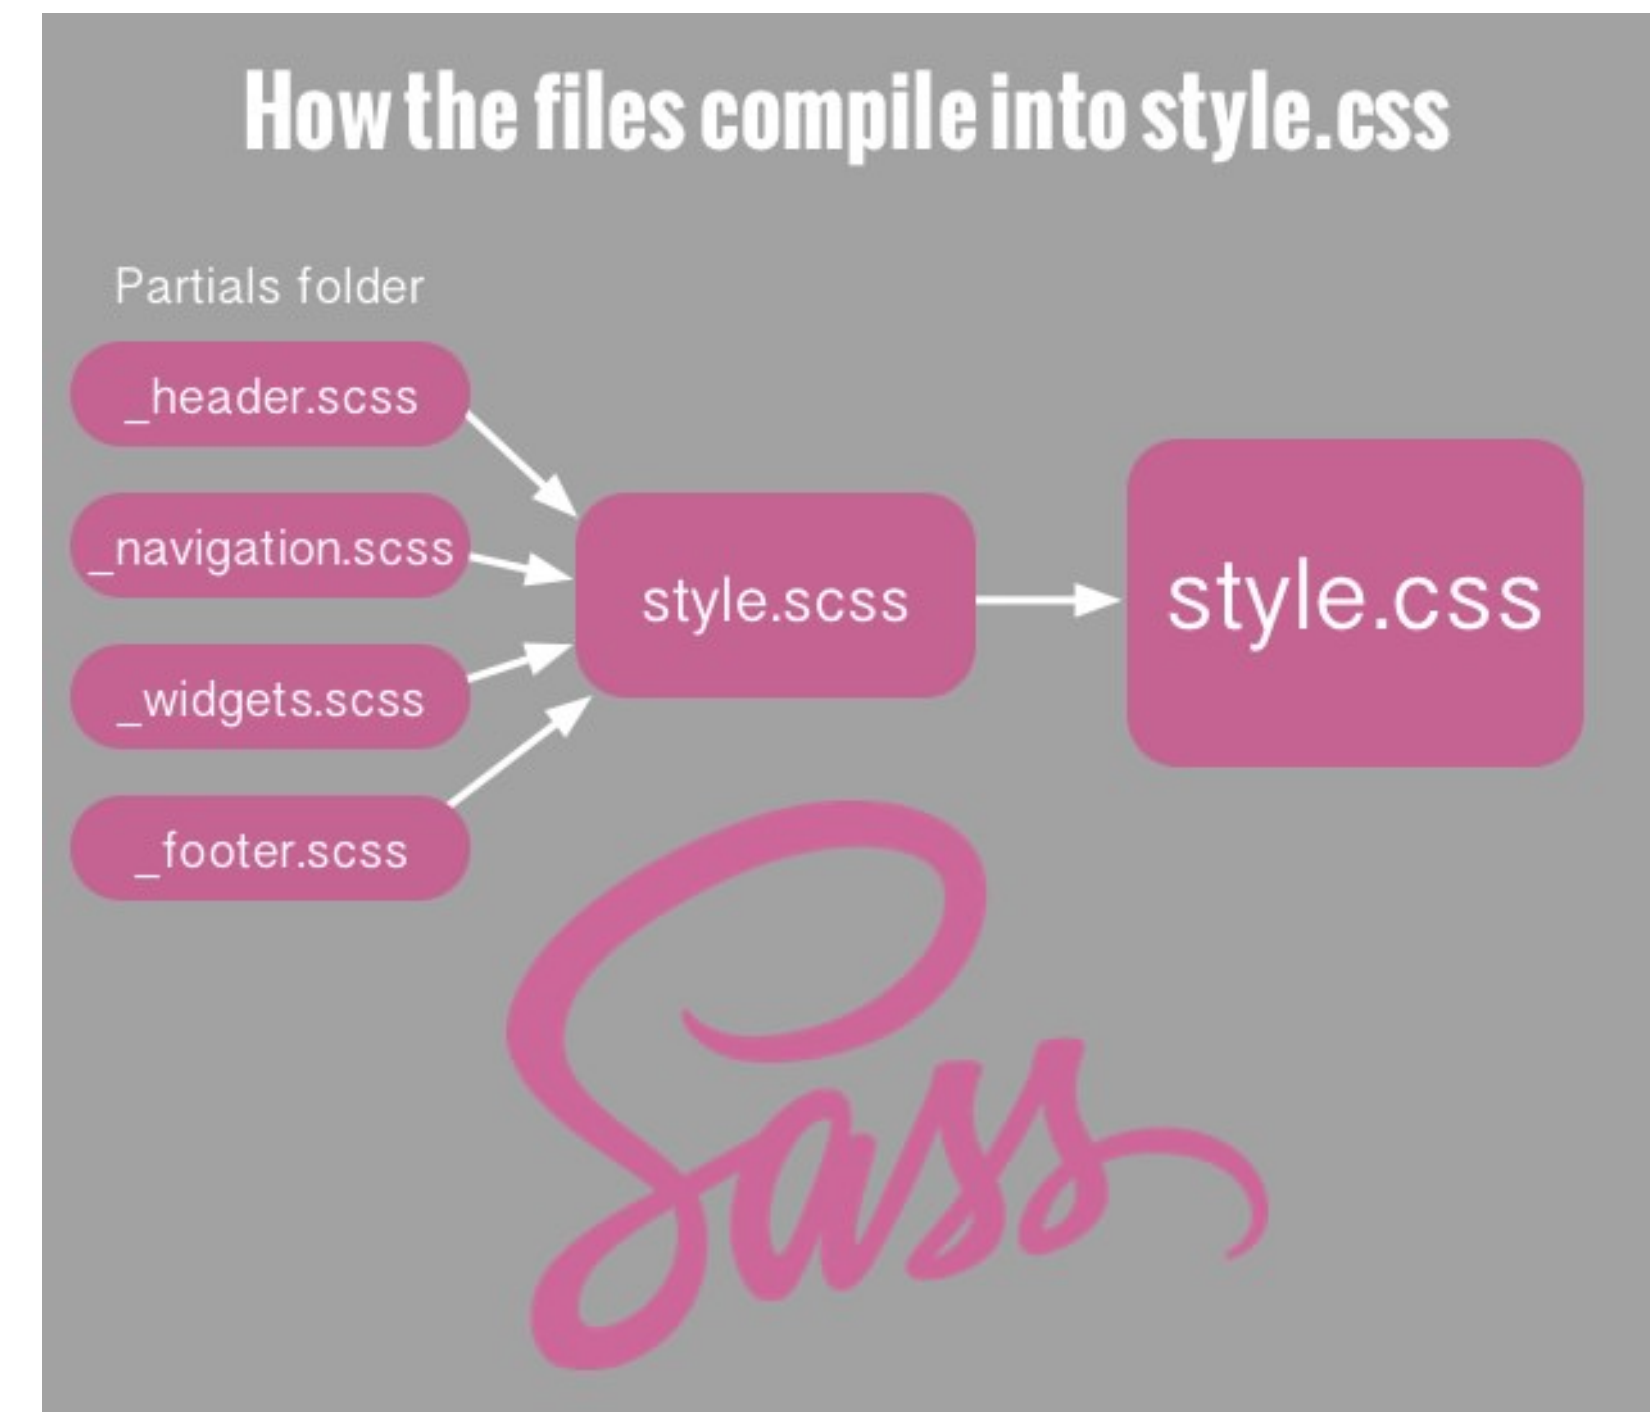 How the files compile into style.css
Partials folder
_header.scss
_navigation.scss
_widgets.scss
_footer.scss
style.scss
style.css
Sass